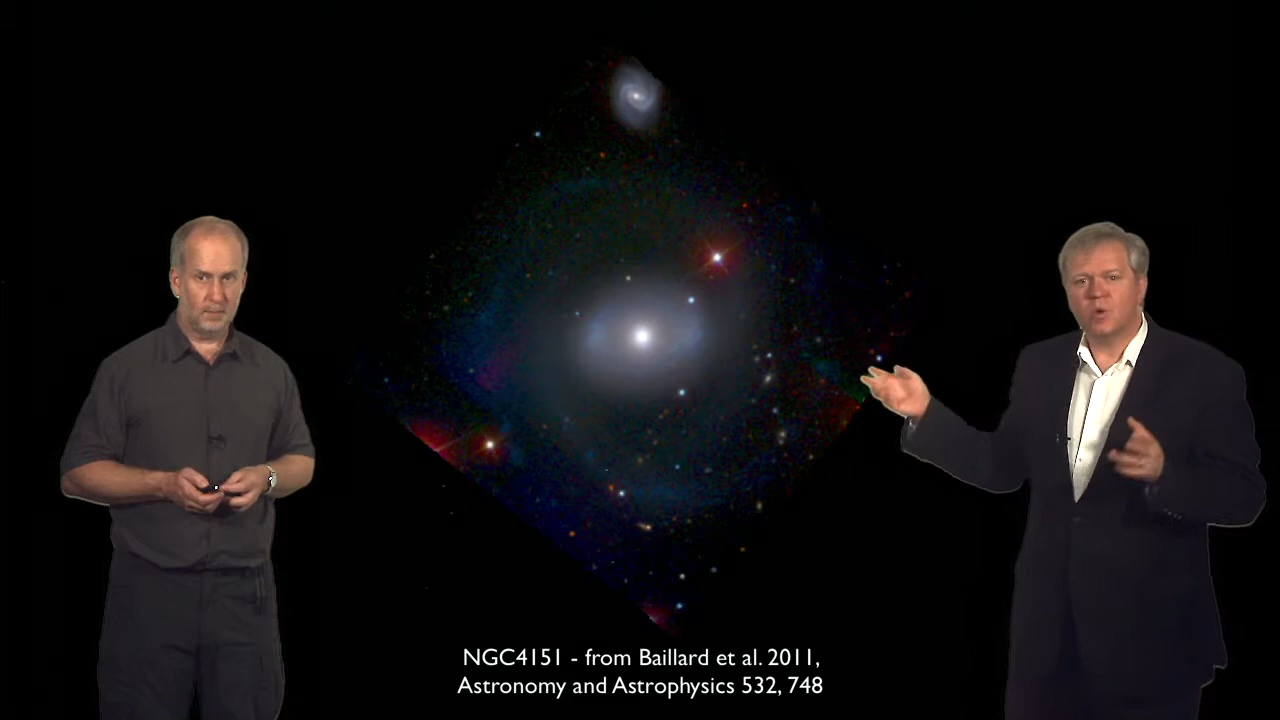 NGC4151 - from Baillard et al. 2011,
Astronomy and Astrophysics 532, 748